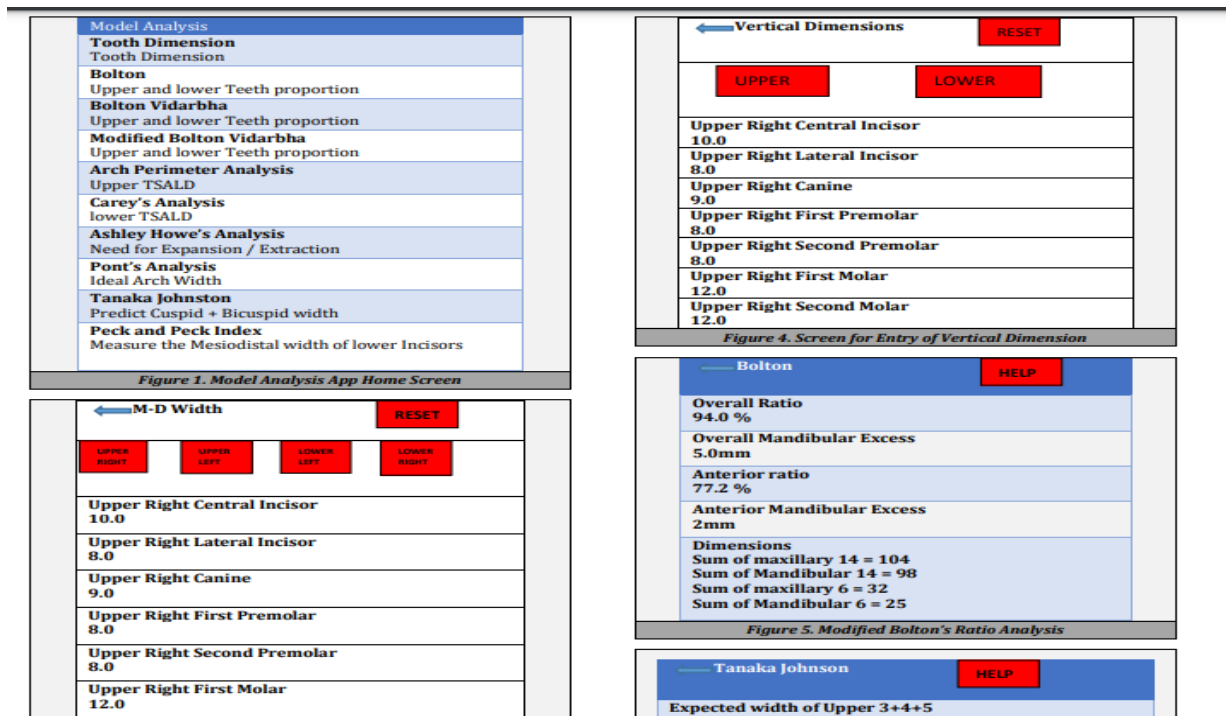 Model Analysis
Tooth Dimension
Tooth Dimension
Bolton
Upper and lower Teeth proportion
Bolton Vidarbha
Upper and lower Teeth proportion
Modified Bolton Vidarbha
Upper and lower Teeth proportion
Arch Perimeter Analysis
Upper TSALD
Carey's Analysis
lower TSALD
Ashley Howe's Analysis
Need for Expansion / Extraction
Pont's Analysis
Ideal Arch Width
Tanaka Johnston
Predict Cuspid + Bicuspid width
Peck and Peck Index
Measure the Mesiodistal width of lower Incisors
Figure 1. Model Analysis App Home Screen
M-D Width
RESET
UPPER RIGHT
UPPER LEFT
LOWER LEFT
LOWER RIGHT
Upper Right Central Incisor
10.0
Upper Right Lateral Incisor
8.0
Upper Right Canine
9.0
Upper Right First Premolar
8.0
Upper Right Second Premolar
8.0
Upper Right First Molar
12.0
Vertical Dimensions
RESET
UPPER
LOWER
Upper Right Central Incisor
10.0
Upper Right Lateral Incisor
8.0
Upper Right Canine
9.0
Upper Right First Premolar
8.0
Upper Right Second Premolar
8.0
Upper Right First Molar
12.0
Upper Right Second Molar
12.0
Figure 4. Screen for Entry of Vertical Dimension
Bolton
HELP
Overall Ratio
94.0 %
Overall Mandibular Excess
5.0mm
Anterior ratio
77.2 %
Anterior Mandibular Excess
2mm
Dimensions
Sum of maxillary 14 = 104
Sum of Mandibular 14 = 98
Sum of maxillary 6 = 32
Sum of Mandibular 6 = 25
Figure 5. Modified Bolton's Ratio Analysis
Tanaka Johnson
HELP
Expected width of Upper 3+4+5